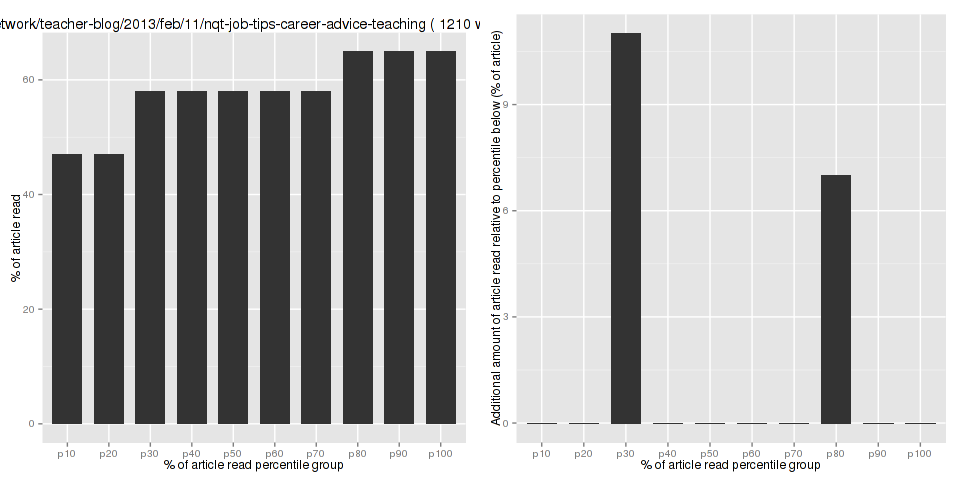 etwork/teacher-blog/2013/feb/11/nqt-job-tips-career-advice-teaching ( 1210 w
% of article read
60
40
20
0
p10 p20 p30 p40 p50 p60 p70 p80 p90 p100
% of article read percentile group
Additional amount of article read relative to percentile below (% of article)
9
6
3
0
p10 p20 p30 p40 p50 p60 p70 p80 p90 p100
% of article read percentile group